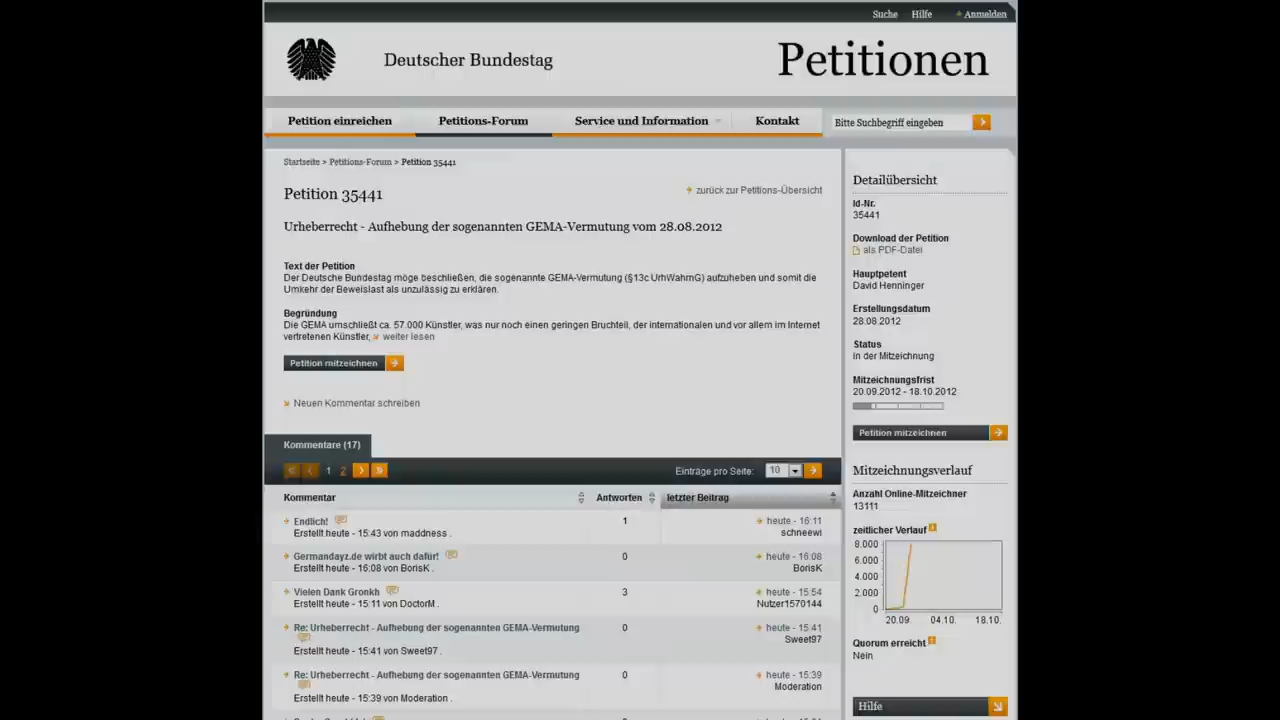 Suche Hilfe Anmelden
Deutscher Bundestag
Petitionen
Petition einreichen Petitions-Forum Service und Information Kontakt Bitte Suchbegriff eingeben
Startseite > Petitions-Forum > Petition 35441
Petition 35441
zurück zur Petitions-Übersicht
Urheberrecht - Aufhebung der sogenannten GEMA-Vermutung vom 28.08.2012
Text der Petition
Der Deutsche Bundestag möge beschließen, die sogenannte GEMA-Vermutung (§13c UrhWahrnG) aufzuheben und somit die
Umkehr der Beweislast als unzulässig zu erklären.
Begründung
Die GEMA umschließt ca. 57.000 Künstler, was nur noch einen geringen Bruchteil, der internationalen und vor allem im Internet
vertretenen Künstler, weiter lesen
Petition mitzeichnen
Neuen Kommentar schreiben
Kommentare (17)
« < 1 2 > » Einträge pro Seite: 10
Kommentar Antworten letzter Beitrag
Endlich! 1 heute - 16:11
Erstellt heute - 15:43 von maddness . schneewi
Germandayz.de wirbt auch dafür! 0 heute - 16:08
Erstellt heute - 16:08 von BorisK . BorisK
Vielen Dank Gronkh 3 heute - 15:54
Erstellt heute - 15:11 von DoctorM . Nutzer1570144
Re: Urheberrecht - Aufhebung der sogenannten GEMA-Vermutung 0 heute - 15:41
Sweet97
Erstellt heute - 15:41 von Sweet97 .
Re: Urheberrecht - Aufhebung der sogenannten GEMA-Vermutung 0 heute - 15:39
Moderation
Erstellt heute - 15:39 von Moderation .
Detailübersicht
Id-Nr.
35441
Download der Petition
als PDF-Datei
Hauptpetent
David Henninger
Erstellungsdatum
28.08.2012
Status
in der Mitzeichnung
Mitzeichnungsfrist
20.09.2012 - 18.10.2012
Petition mitzeichnen
Mitzeichnungsverlauf
Anzahl Online-Mitzeichner
13111
zeitlicher Verlauf
8.000
6.000
4.000
2.000
0
20.09. 04.10. 18.10.
Quorum erreicht
Nein
Hilfe